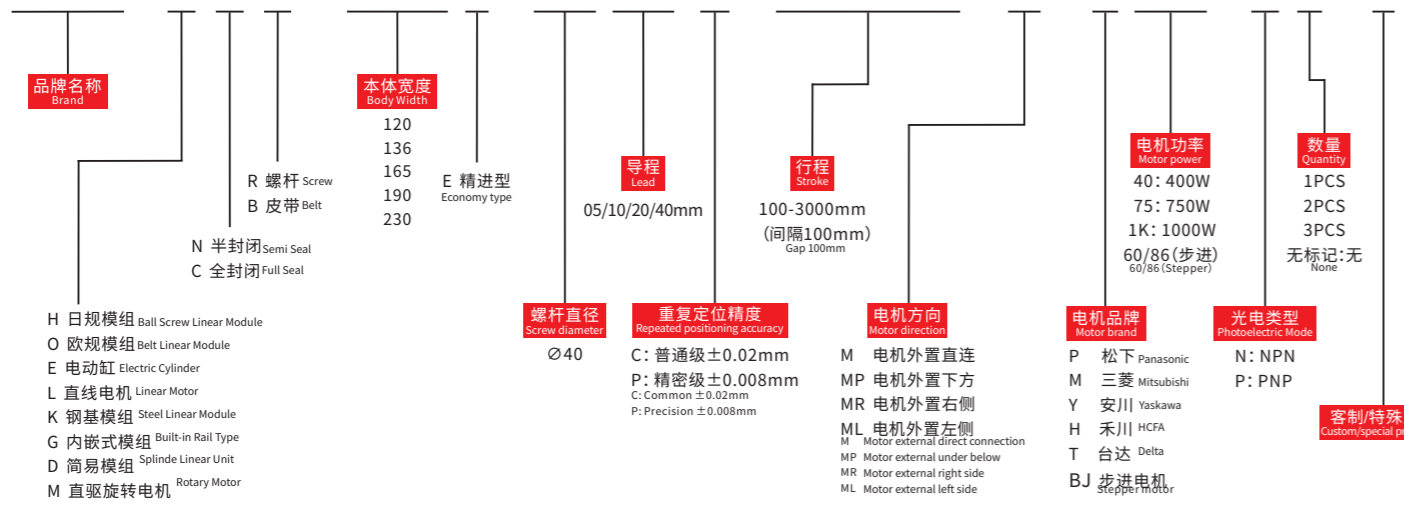 品牌名称
Brand
H 日规模组 Ball Screw Linear Module
O 欧规模组 Belt Linear Module
E 电动缸 Electric Cylinder
L 直线电机 Linear Motor
K 钢基模组 Steel Linear Module
G 内嵌式模组 Built-in Rail Type
D 简易模组 Splinde Linear Unit
M 直驱旋转电机 Rotary Motor
N 半封闭 Semi Seal
C 全封闭 Full Seal
R 螺杆 Screw
B 皮带 Belt
本体宽度
Body Width
120
136
165
190
230
E 精进型
Economy type
螺杆直径
Screw diameter
∅40
导程
Lead
05/10/20/40mm
重复定位精度
Repeated positioning accuracy
C: 普通级±0.02mm
P: 精密级±0.008mm
C: Common ±0.02mm
P: Precision ±0.008mm
行程
Stroke
100-3000mm
（间隔100mm）
Gap 100mm
电机方向
Motor direction
M 电机外置直连
MP 电机外置下方
MR 电机外置右侧
ML 电机外置左侧
M Motor external direct connection
MP Motor external under below
MR Motor external right side
ML Motor external left side
电机品牌
Motor brand
P 松下 Panasonic
M 三菱 Mitsubishi
Y 安川 Yaskawa
H 禾川 HCFA
T 台达 Delta
BJ 步进电机
Stepper motor
电机功率
Motor power
40: 400W
75: 750W
1K: 1000W
60/86(步进)
60/86(Stepper)
光电类型
Photoelectric Mode
N: NPN
P: PNP
数量
Quantity
1PCS
2PCS
3PCS
无标记:无
None
客制/特殊
Custom/special